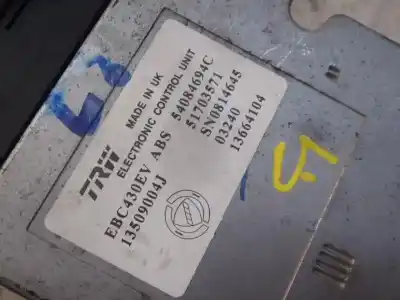 TRW
MADE IN UK
ELECTRONIC CONTROL UNIT
EBC430EV ABS 54084694C
13509004J 51703571
SN0814645
03240
13664104